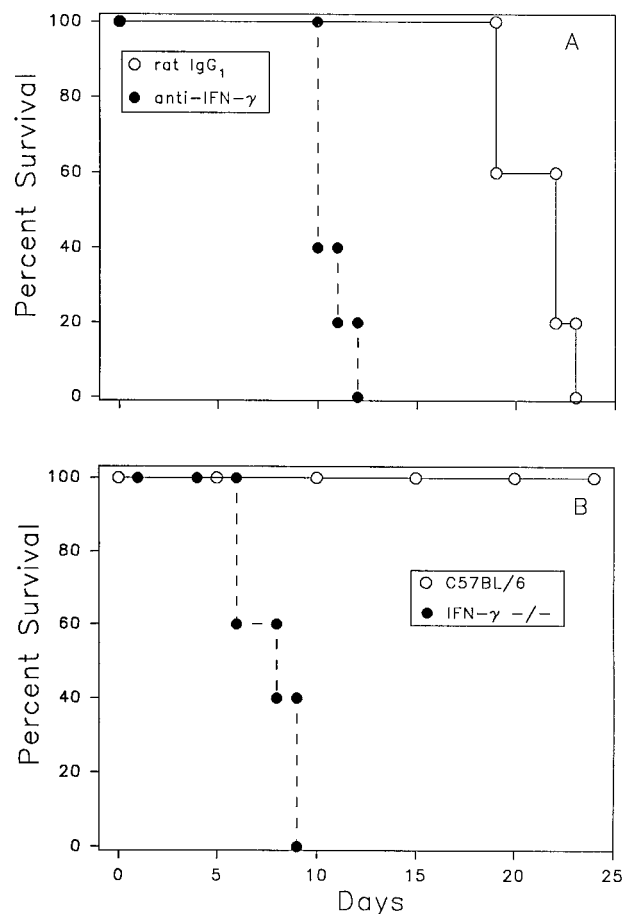 A
rat IgG₁
anti-IFN-γ
100
80
60
40
20
0
Percent Survival
B
C57BL/6
IFN-γ -/-
100
80
60
40
20
0
Percent Survival
0 5 10 15 20 25
Days